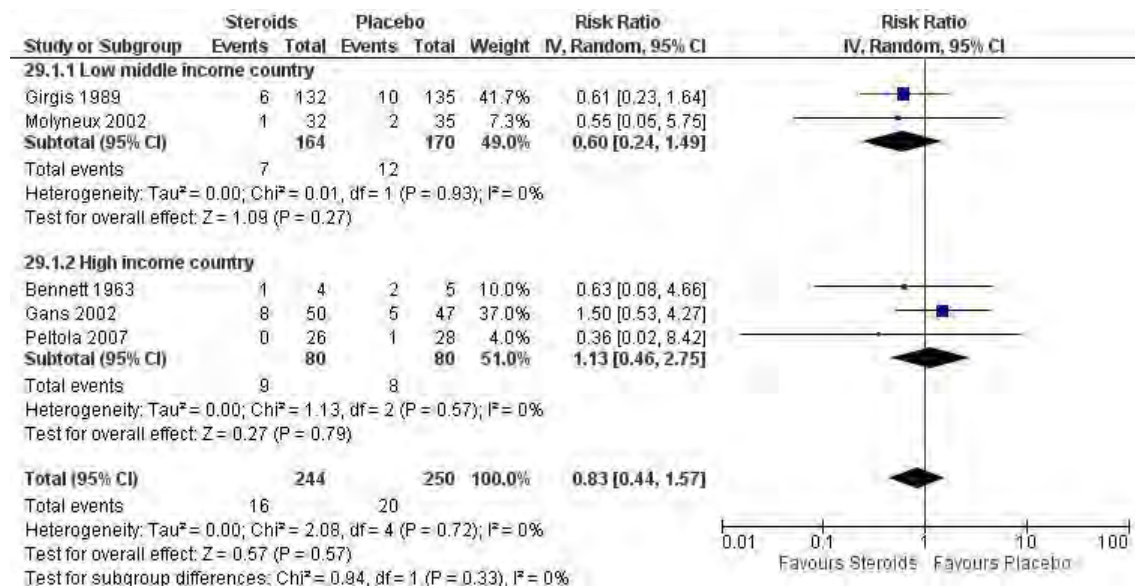 Steroids Placebo Risk Ratio Risk Ratio
Study or Subgroup Events Total Events Total Weight IV, Random, 95% CI IV, Random, 95% CI
29.1.1 Low middle income country
Girgis 1989 6 132 10 135 41.7% 0.61 [0.23, 1.64]
Molyneux 2002 1 32 2 35 7.3% 0.55 [0.05, 5.75]
Subtotal (95% CI) 164 170 49.0% 0.60 [0.24, 1.49]
Total events 7 12
Heterogeneity: Tau² = 0.00; Chi² = 0.01, df = 1 (P = 0.93); I² = 0%
Test for overall effect: Z = 1.09 (P = 0.27)
29.1.2 High income country
Bennett 1963 1 4 2 5 10.0% 0.63 [0.08, 4.66]
Gans 2002 8 50 5 47 37.0% 1.50 [0.53, 4.27]
Peltola 2007 0 26 1 28 4.0% 0.36 [0.02, 8.42]
Subtotal (95% CI) 80 80 51.0% 1.13 [0.46, 2.75]
Total events 9 8
Heterogeneity: Tau² = 0.00; Chi² = 1.13, df = 2 (P = 0.57); I² = 0%
Test for overall effect: Z = 0.27 (P = 0.79)
Total (95% CI) 244 250 100.0% 0.83 [0.44, 1.57]
Total events 16 20
Heterogeneity: Tau² = 0.00; Chi² = 2.08, df = 4 (P = 0.72); I² = 0%
Test for overall effect: Z = 0.57 (P = 0.57)
Test for subgroup differences: Chi² = 0.94, df = 1 (P = 0.33), I² = 0%
0.01 0.1 1 10 100
Favours Steroids Favours Placebo